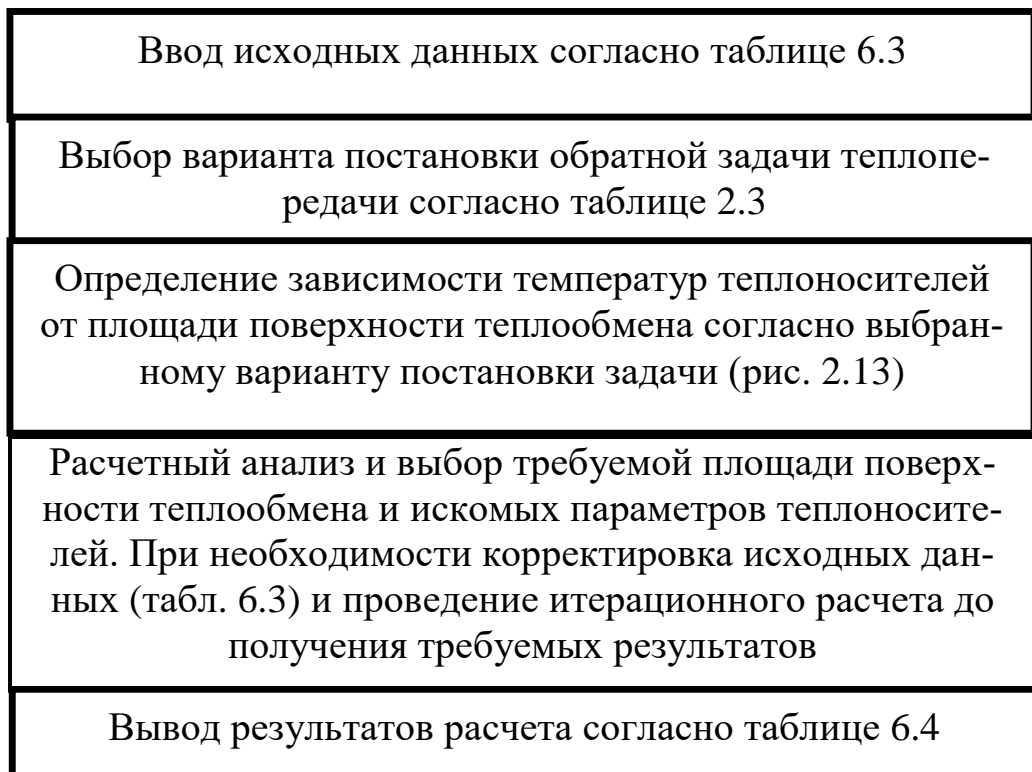 Ввод исходных данных согласно таблице 6.3
Выбор варианта постановки обратной задачи теплопе-
редачи согласно таблице 2.3
Определение зависимости температур теплоносителей
от площади поверхности теплообмена согласно выбран-
ному варианту постановки задачи (рис. 2.13)
Расчетный анализ и выбор требуемой площади поверх-
ности теплообмена и искомых параметров теплоносите-
лей. При необходимости корректировка исходных дан-
ных (табл. 6.3) и проведение итерационного расчета до
получения требуемых результатов
Вывод результатов расчета согласно таблице 6.4